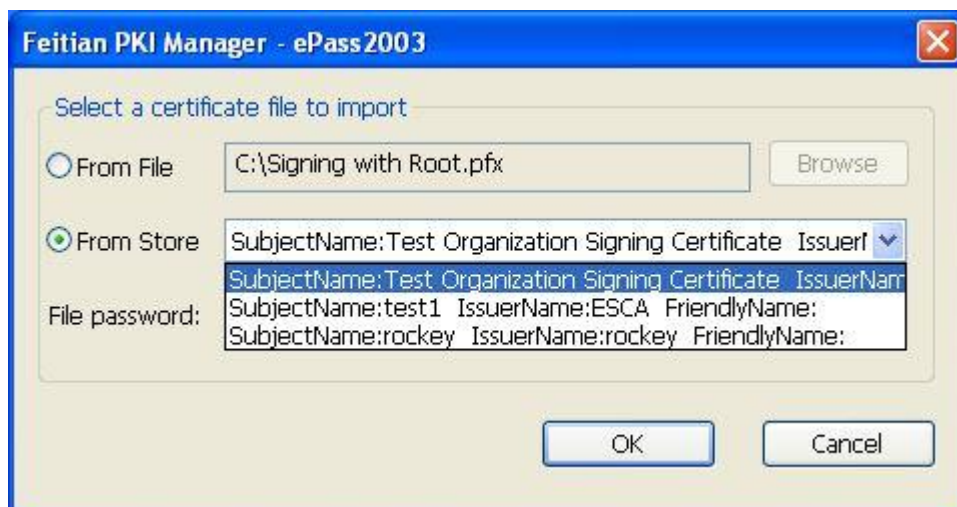 Feitian PKI Manager - ePass2003
Select a certificate file to import
From File C:\Signing with Root.pfx Browse
From Store SubjectName:Test Organization Signing Certificate
SubjectName:Test Organization Signing Certificate IssuerNam
SubjectName:test1 IssuerName:ESCA FriendlyName:
File password:
SubjectName:rockey IssuerName:rockey FriendlyName:
OK Cancel